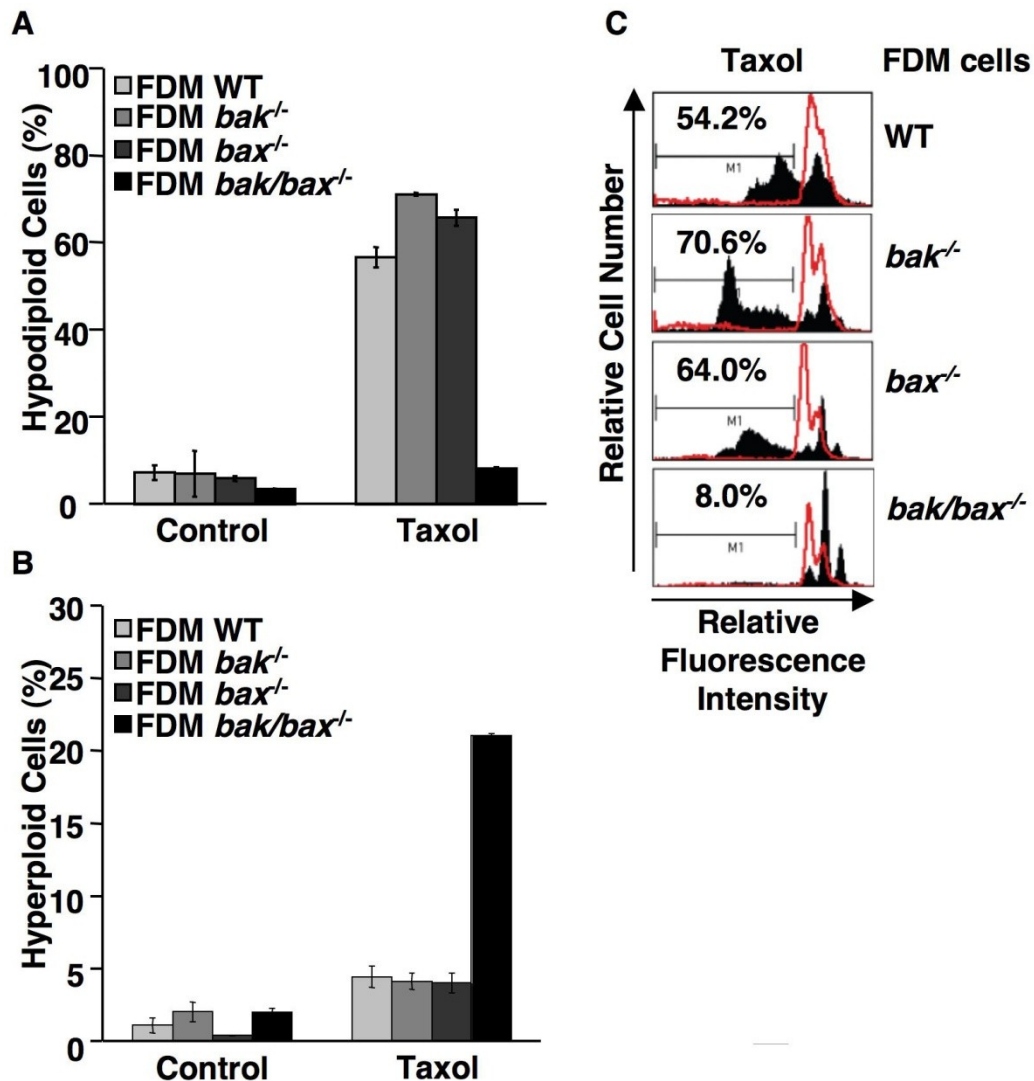 A
Hypodiploid Cells (%)
100
80
60
40
20
0
FDM WT
FDM bak-/-
FDM bax-/-
FDM bak/bax-/-
Control
Taxol
B
Hyperploid Cells (%)
30
25
20
15
10
5
0
FDM WT
FDM bak-/-
FDM bax-/-
FDM bak/bax-/-
Control
Taxol
C
Taxol
FDM cells
Relative Cell Number
54.2%
M1
WT
70.6%
bak-/-
64.0%
M1
bax-/-
8.0%
M1
bak/bax-/-
Relative
Fluorescence
Intensity